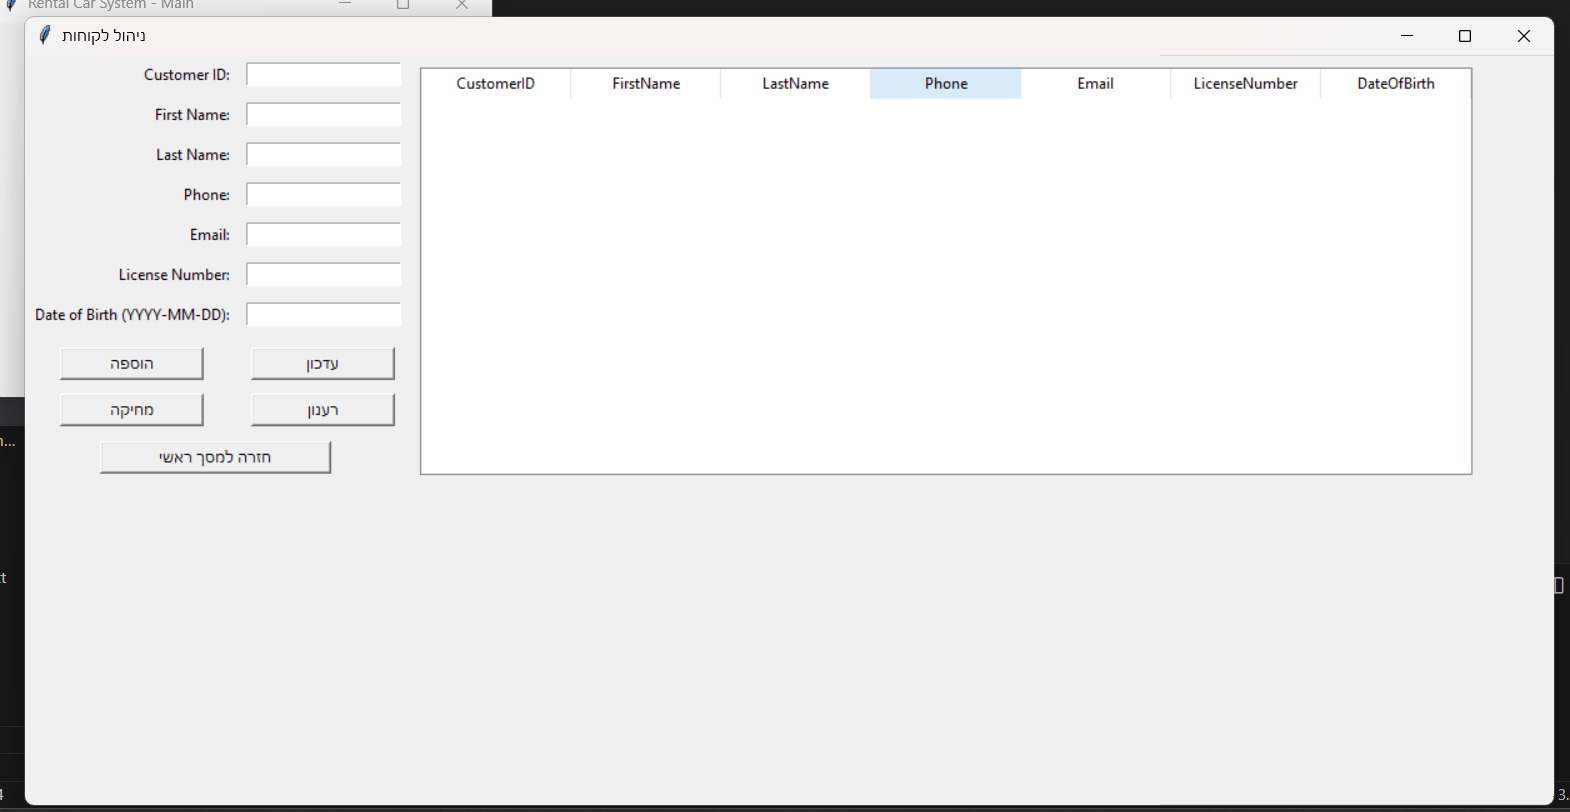 Rental Car System - Main
ניהול לקוחות
Customer ID:
First Name:
Last Name:
Phone:
Email:
License Number:
Date of Birth (YYYY-MM-DD):
הוספה
עדכון
מחיקה
רענון
חזרה למסך ראשי
CustomerID FirstName LastName Phone Email LicenseNumber DateOfBirth